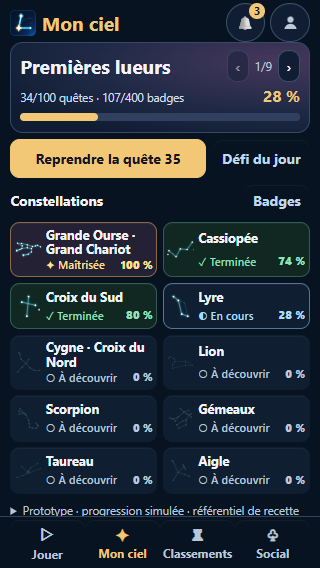 Mon ciel
3
Premières lueurs
‹ 1/9 ›
34/100 quêtes · 107/400 badges
28 %
Reprendre la quête 35
Défi du jour
Constellations
Badges
Grande Ourse ·
Grand Chariot
✦ Maîtrisée 100 %
Cassiopée
✓ Terminée 74 %
Croix du Sud
✓ Terminée 80 %
Lyre
◐ En cours 28 %
Cygne · Croix du
Nord
○ À découvrir 0 %
Lion
○ À découvrir 0 %
Scorpion
○ À découvrir 0 %
Gémeaux
○ À découvrir 0 %
Taureau
○ À découvrir 0 %
Aigle
○ À découvrir 0 %
▶ Prototype · progression simulée · référentiel de recette
Jouer
Mon ciel
Classements
Social